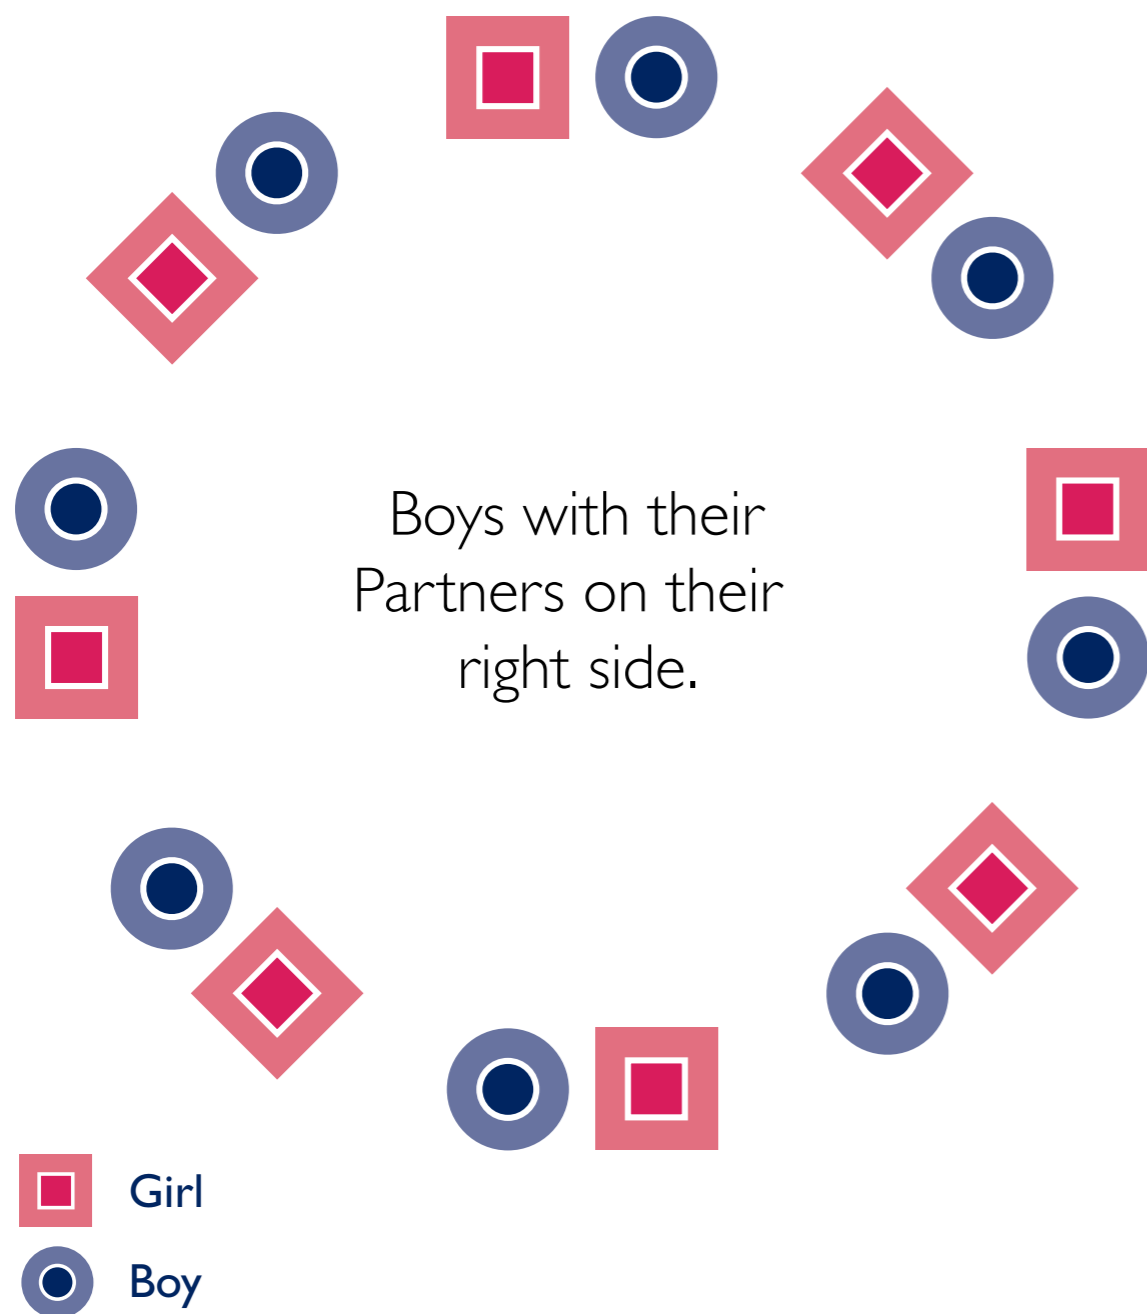 Boys with their
Partners on their
right side.
Girl
Boy